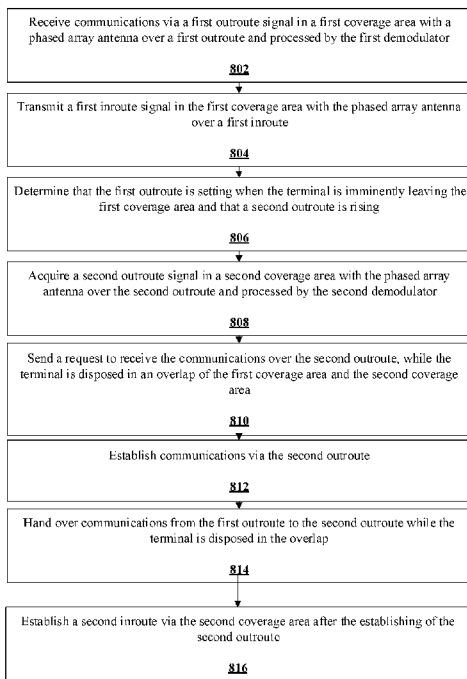 Receive communications via a first outroute signal in a first coverage area with a
phased array antenna over a first outroute and processed by the first demodulator
802
Transmit a first inroute signal in the first coverage area with the phased array antenna
over a first inroute
804
Determine that the first outroute is setting when the terminal is imminently leaving the
first coverage area and that a second outroute is rising
806
Acquire a second outroute signal in a second coverage area with the phased array
antenna over the second outroute and processed by the second demodulator
808
Send a request to receive the communications over the second outroute, while the
terminal is disposed in an overlap of the first coverage area and the second coverage
area
810
Establish communications via the second outroute
812
Hand over communications from the first outroute to the second outroute while the
terminal is disposed in the overlap
814
Establish a second inroute via the second coverage area after the establishing of the
second outroute
816